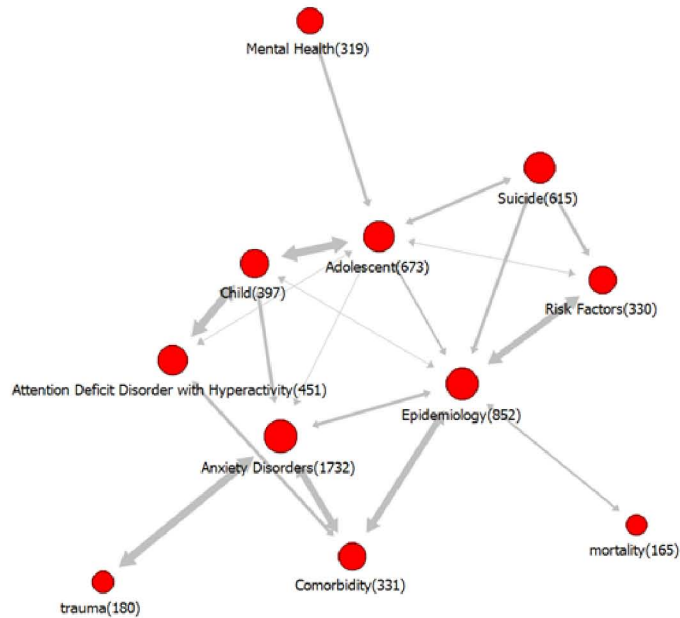 Mental Health(319)
Suicide(615)
Adolescent(673)
Child(397)
Risk Factors(330)
Attention Deficit Disorder with Hyperactivity(451)
Epidemiology(852)
Anxiety Disorders(1732)
mortality(165)
Comorbidity(331)
trauma(180)